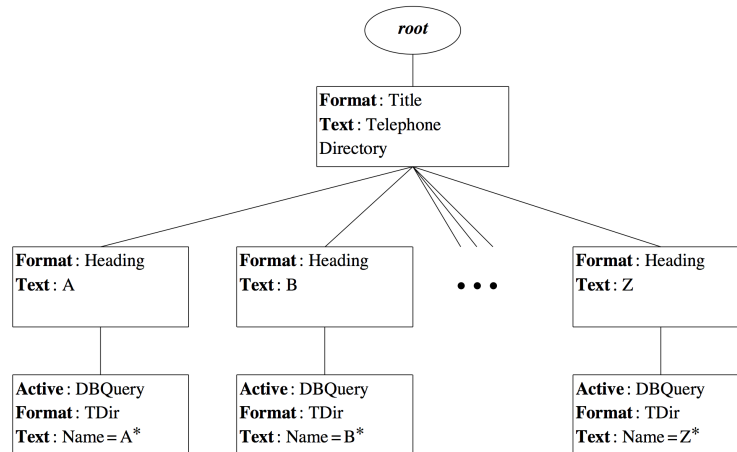 root
Format: Title
Text: Telephone
Directory
Format: Heading
Text: A
Format: Heading
Text: B
• • •
Format: Heading
Text: Z
Active: DBQuery
Format: TDir
Text: Name=A*
Active: DBQuery
Format: TDir
Text: Name=B*
Active: DBQuery
Format: TDir
Text: Name=Z*